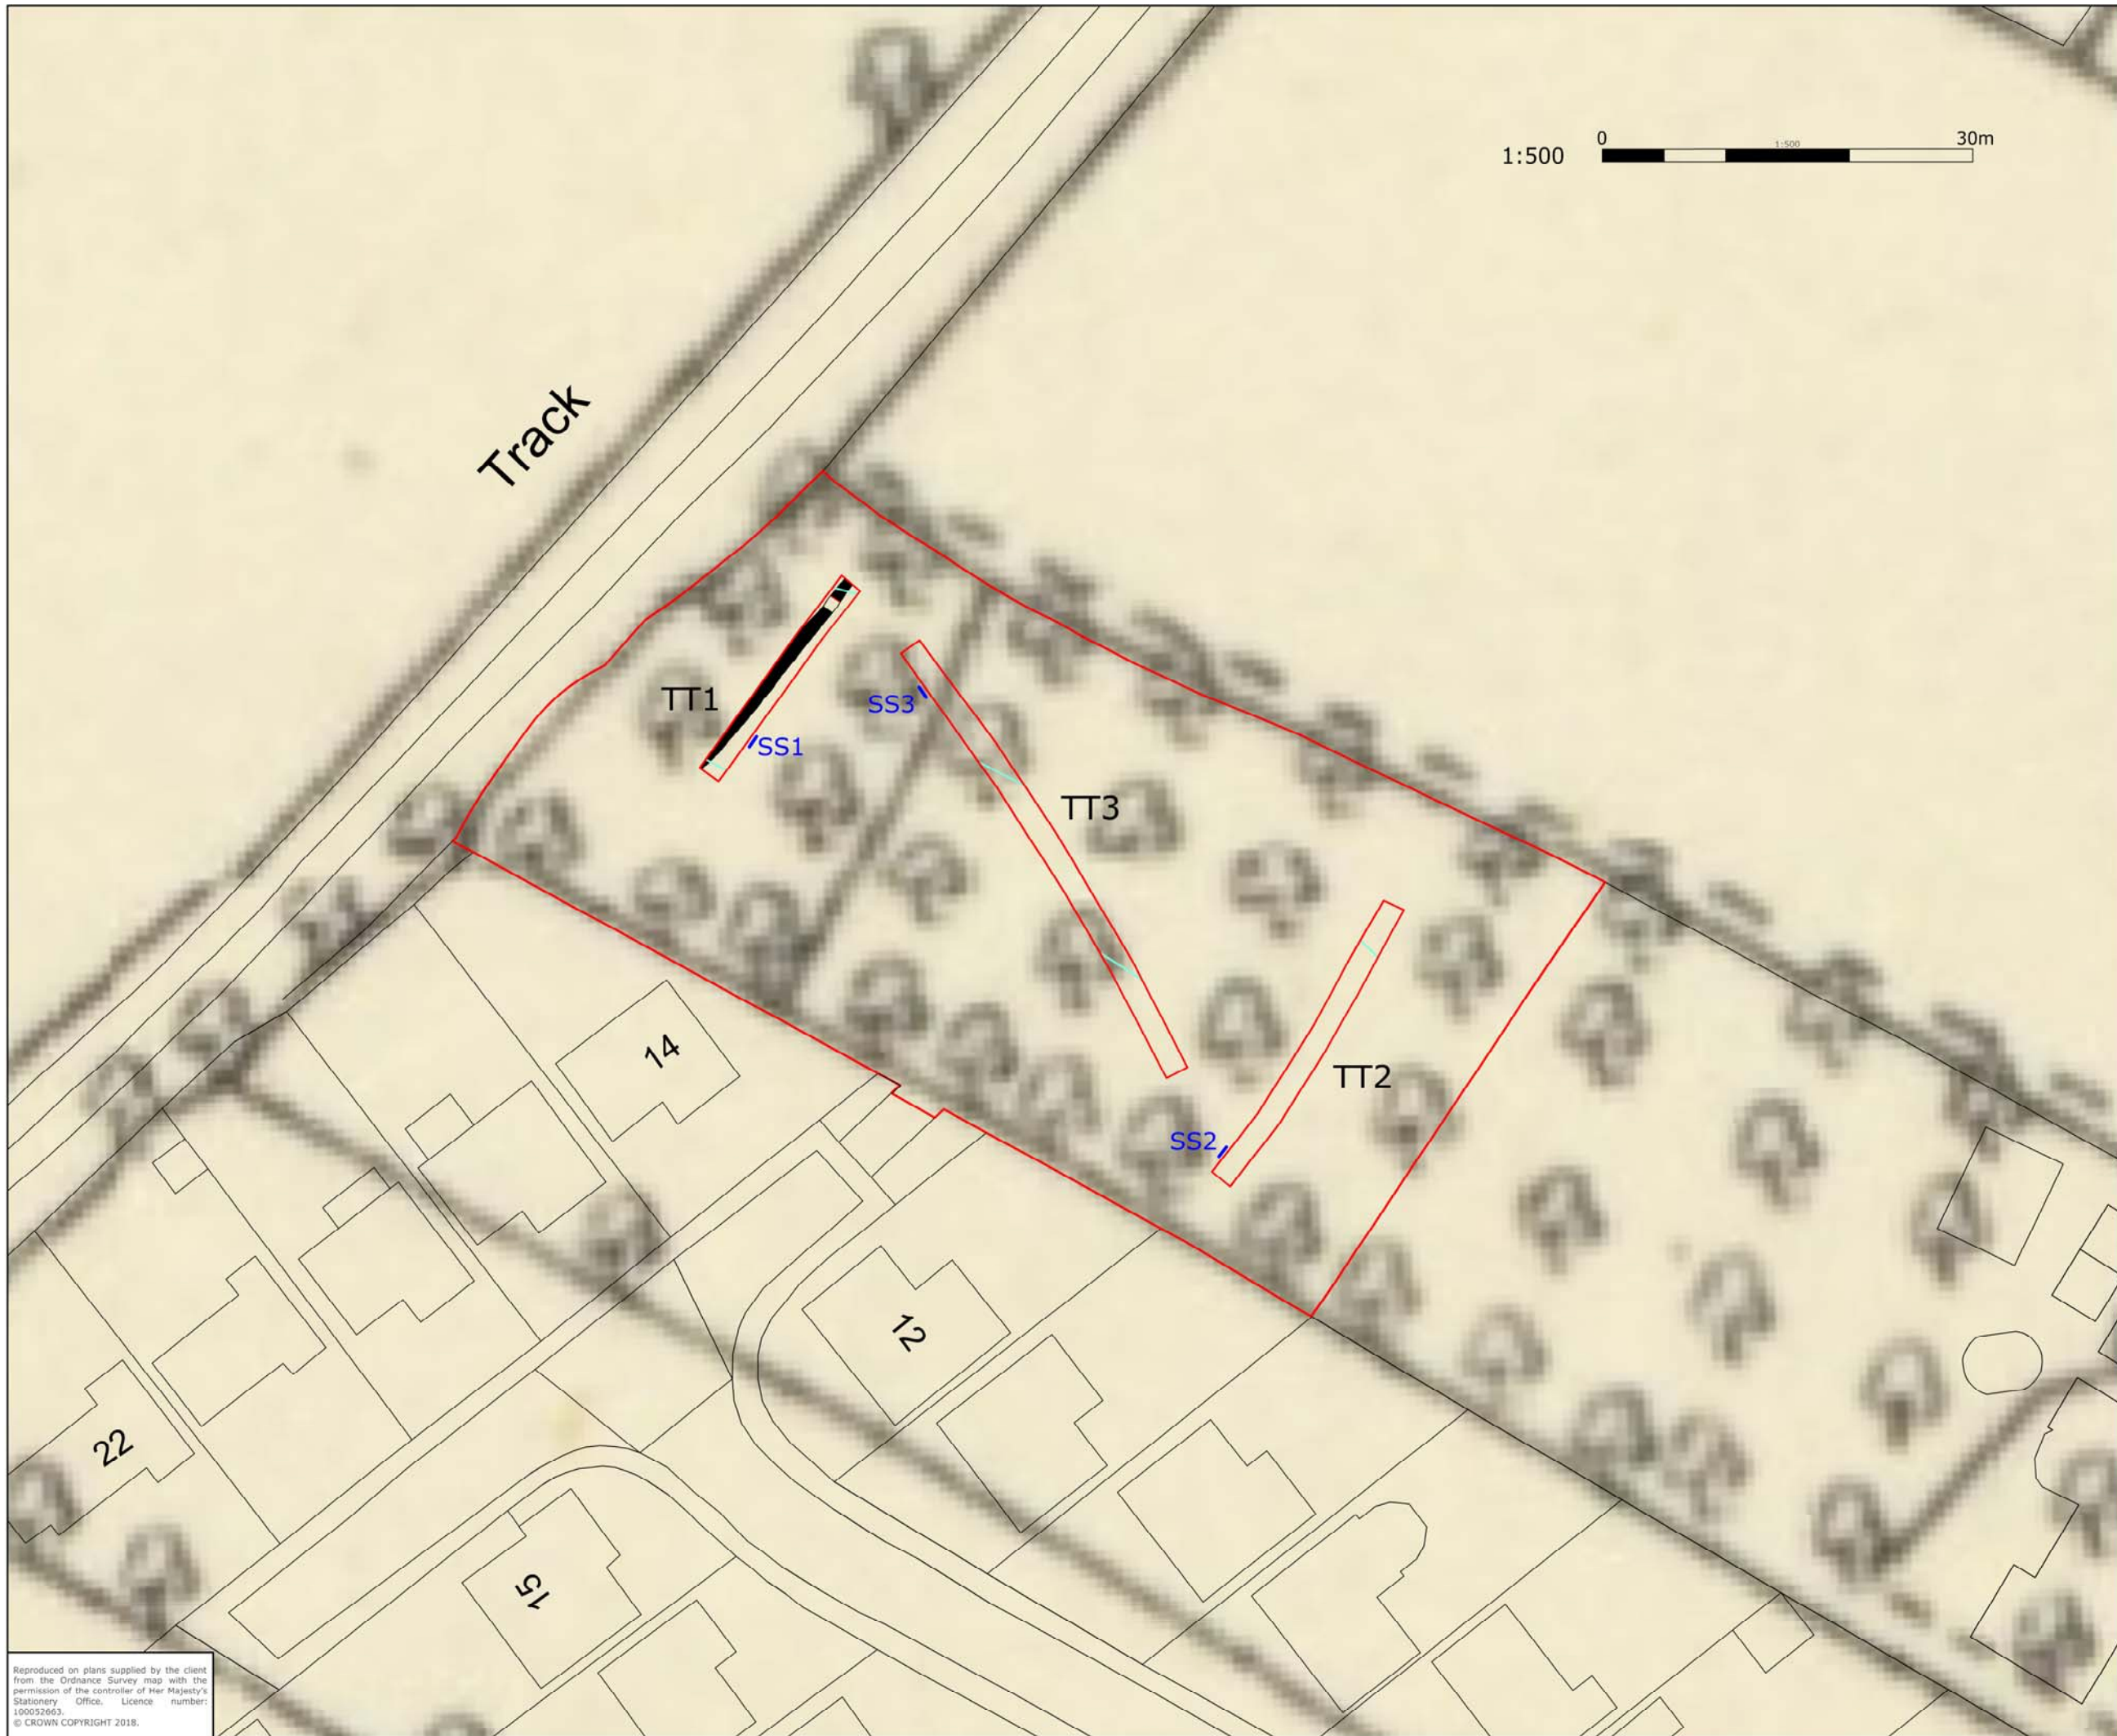 0 30m
1:500
1:500
Track
TT1
SS3
SS1
TT3
14
TT2
SS2
12
22
15
Reproduced on plans supplied by the client
from the Ordnance Survey map with the
permission of the controller of Her Majesty's
Stationery Office. Licence number:
100052663.
© CROWN COPYRIGHT 2018.